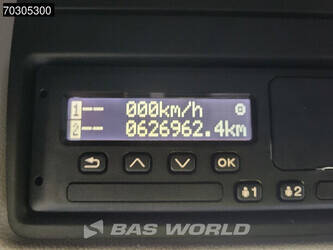 70305300
1 -- 000km/h
2 -- 0626962.4km
OK
1 2
BAS WORLD